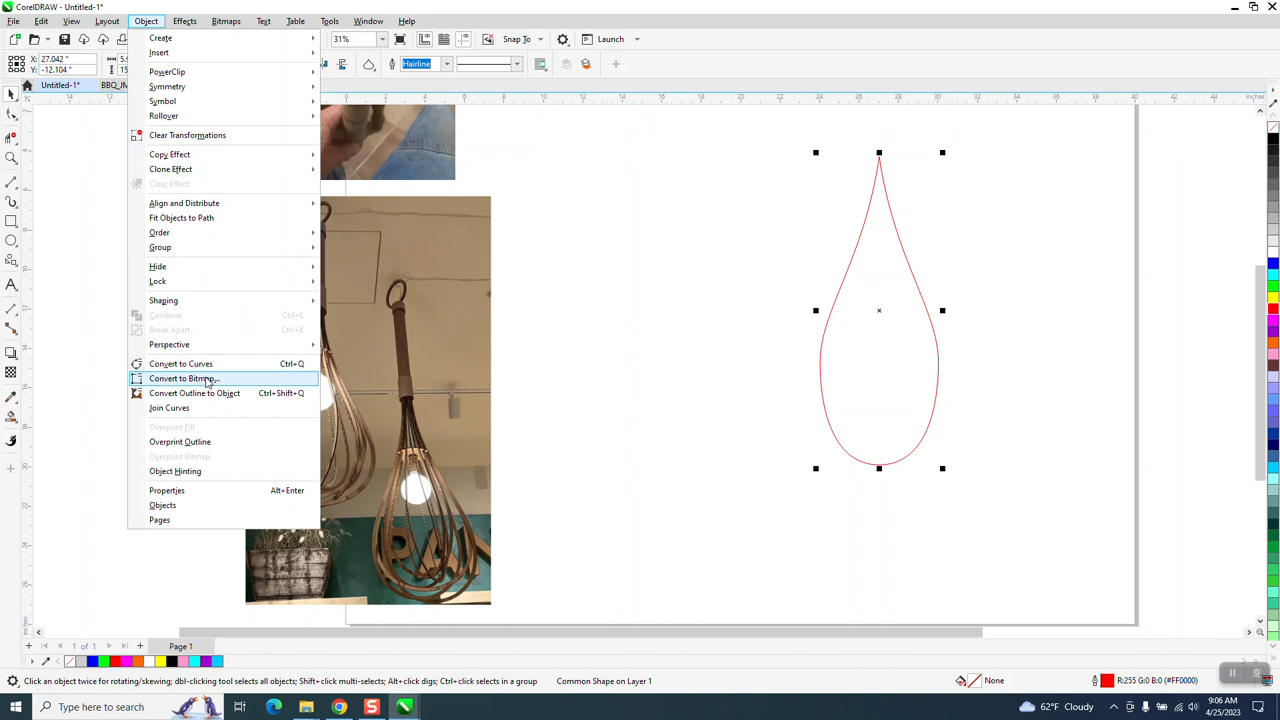 CorelDRAW - Untitled-1*
File Edit View Layout Object Effects Bitmaps Text Table Tools Window Help
31% Snap To Launch
X: 27.042 "
Y: -12.104 "
Hairline
Untitled-1*
inches
Create
Insert
PowerClip
Symmetry
Symbol
Rollover
Clear Transformations
Copy Effect
Clone Effect
Clear Effect
Align and Distribute
Fit Objects to Path
Order
Group
Hide
Lock
Shaping
Combine Ctrl+L
Break Apart Ctrl+K
Perspective
Convert to Curves Ctrl+Q
Convert to Bitmap...
Convert Outline to Object Ctrl+Shift+Q
Join Curves
Overprint Fill
Overprint Outline
Overprint Bitmap
Object Hinting
Properties Alt+Enter
Objects
Pages
1 of 1 Page 1
Click an object twice for rotating/skewing; dbl-clicking tool selects all objects; Shift+click multi-selects; Alt+click digs; Ctrl+click selects in a group Common Shape on Layer 1 None R:255 G:0 B:0 (#FF0000)
Type here to search 62°F Cloudy 9:06 AM
4/25/2023